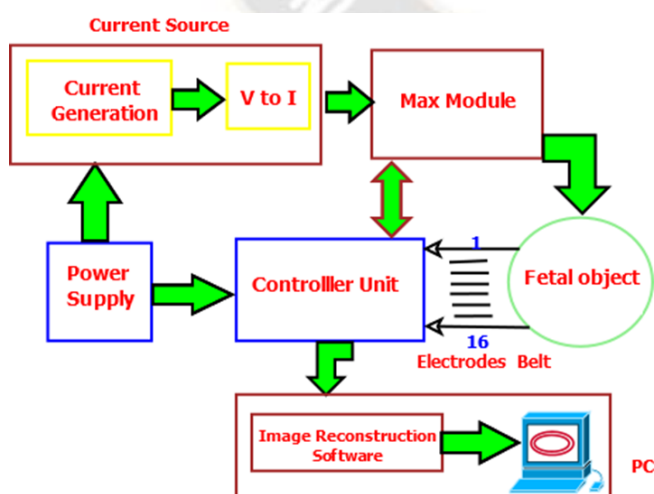 Current Source
Current
Generation
V to I
Max Module
Power
Supply
Controlller Unit
1
16
Fetal object
Electrodes Belt
Image Reconstruction
Software
PC